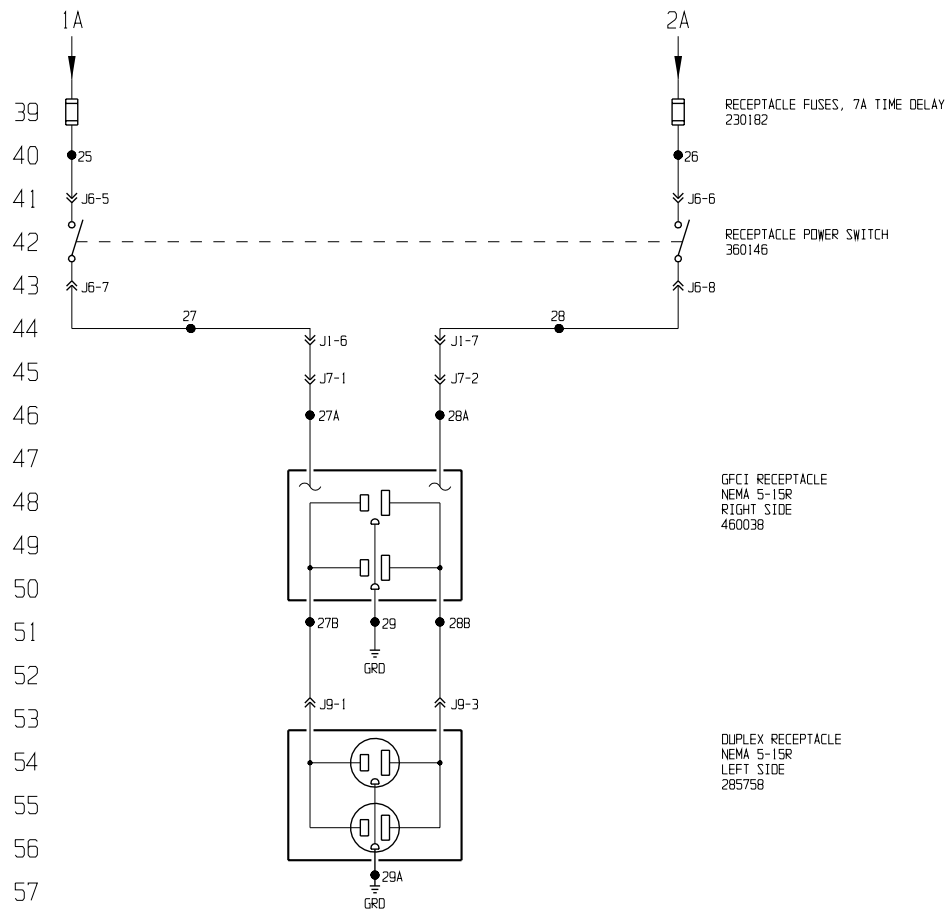 1A
2A
39
RECEPTACLE FUSES, 7A TIME DELAY
230182
40
25
26
41
J6-5
J6-6
42
RECEPTACLE POWER SWITCH
360146
43
J6-7
J6-8
44
27
28
J1-6
J1-7
45
J7-1
J7-2
46
27A
28A
47
48
GFCI RECEPTACLE
NEMA 5-15R
RIGHT SIDE
460038
49
50
51
27B
29
28B
GRD
52
53
J9-1
J9-3
54
DUPLEX RECEPTACLE
NEMA 5-15R
LEFT SIDE
285758
55
56
29A
57
GRD